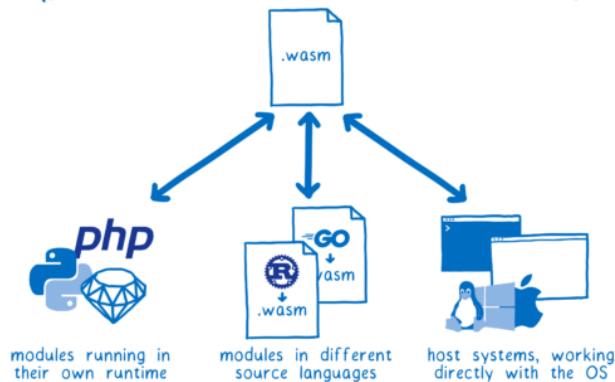 .wasm
php
GO
wasm
R
.wasm
>
modules running in
their own runtime
modules in different
source languages
host systems, working
directly with the OS